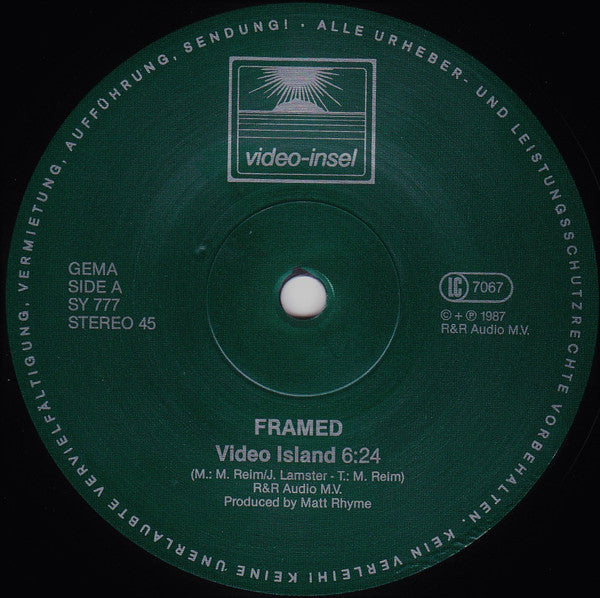 ALLE URHEBER- UND LEISTUNGSSCHUTZRECHTE VORBEHALTEN. KEIN VERLEIH! KEINE UNERLAUBTE VERVIELFÄLTIGUNG, VERMIETUNG, AUFFÜHRUNG, SENDUNG! ·
video-insel
GEMA
SIDE A
SY 777
STEREO 45
LC 7067
© + ℗ 1987
R&R Audio M.V.
FRAMED
Video Island 6:24
(M.: M. Reim/J. Lamster - T.: M. Reim)
R&R Audio M.V.
Produced by Matt Rhyme